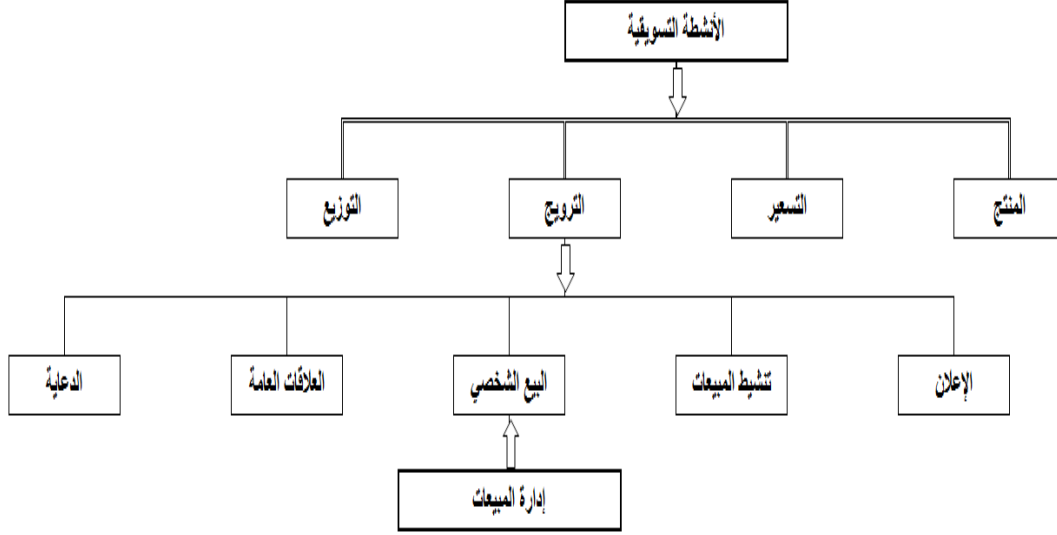 الأنشطة التسويقية
المنتج
التسعير
الترويج
التوزيع
الإعلان
تنشيط المبيعات
البيع الشخصي
العلاقات العامة
الدعاية
إدارة المبيعات